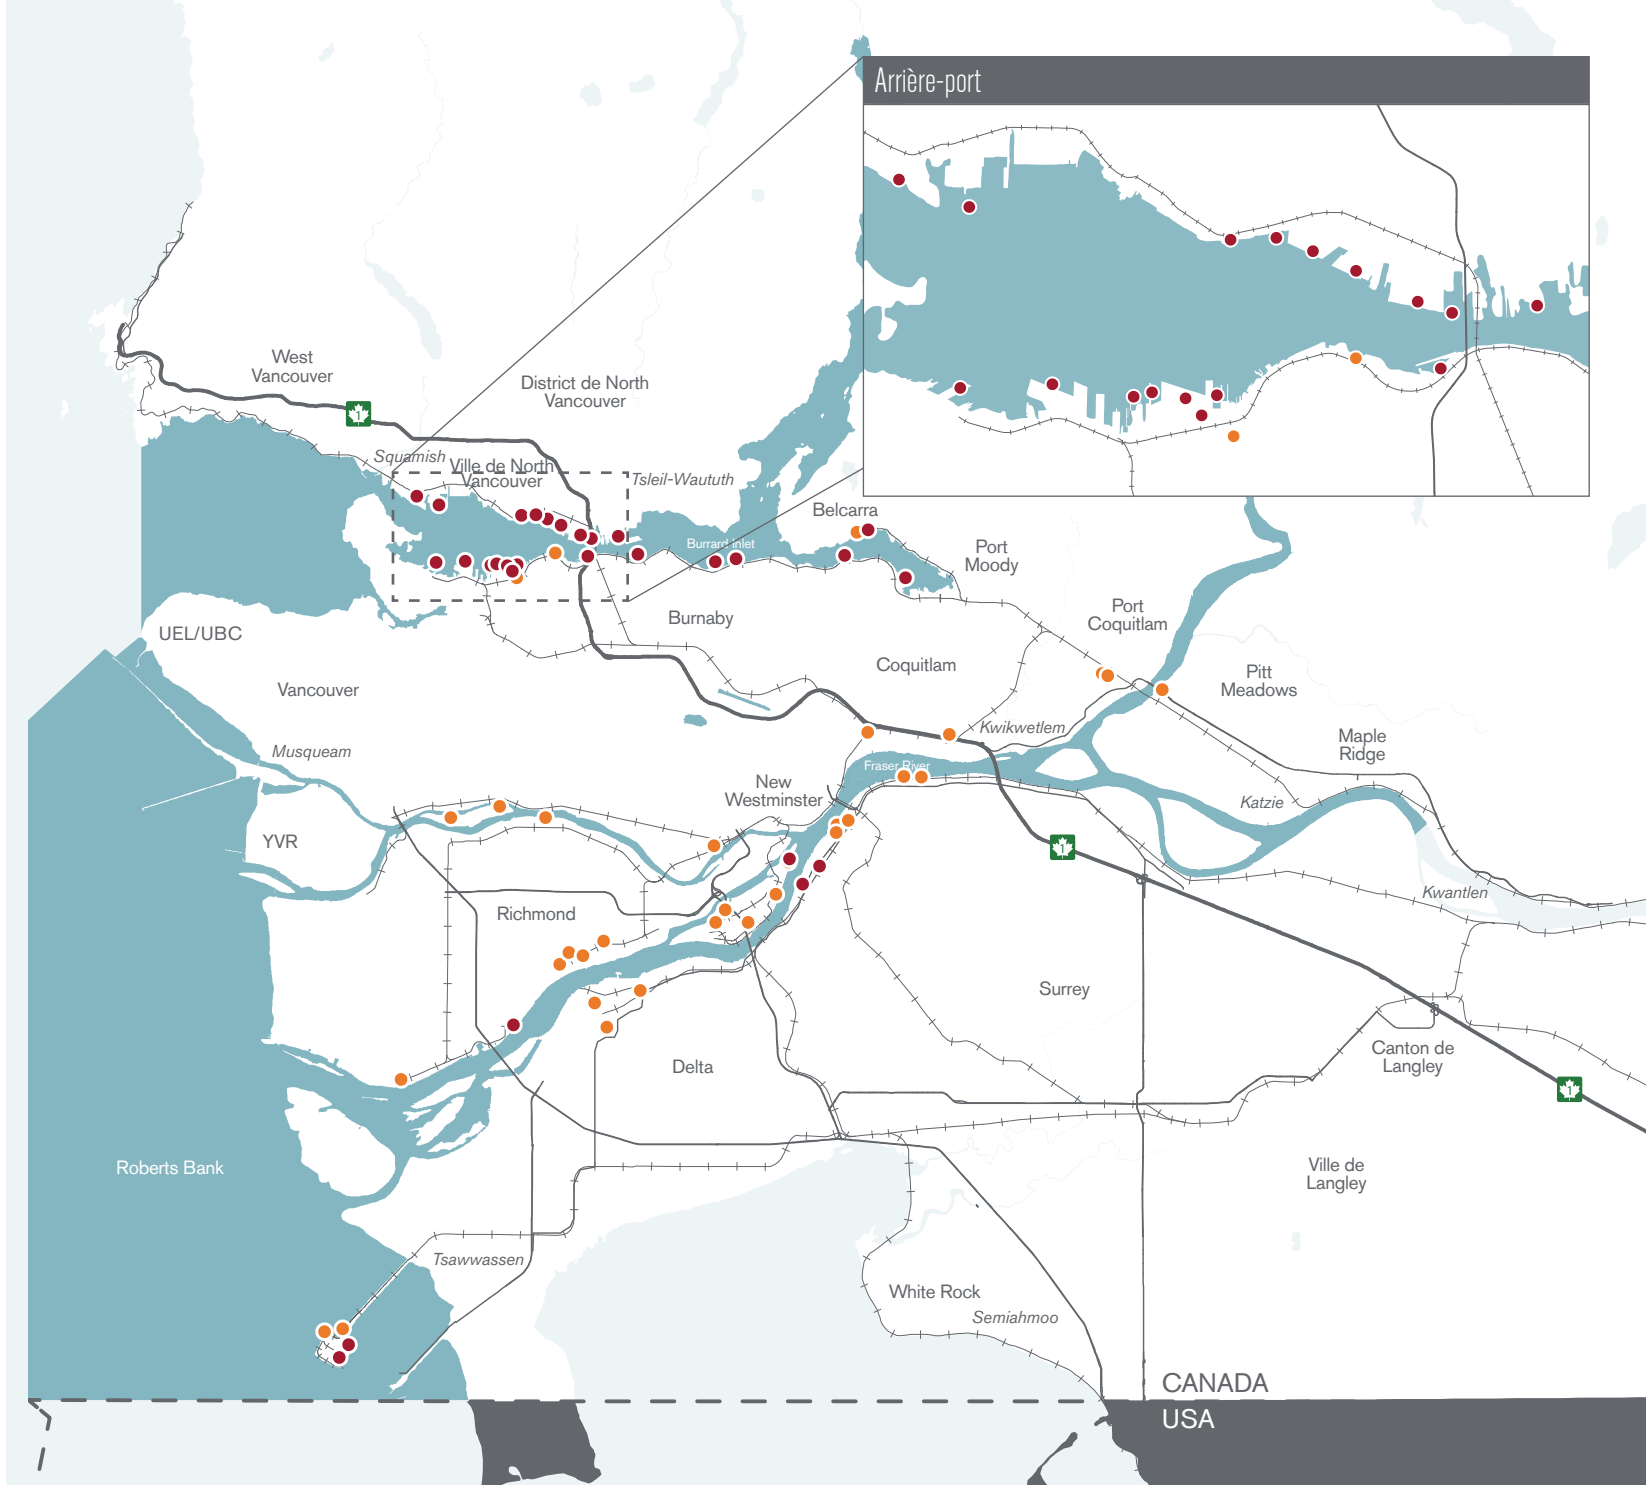 Arrière-port
West
Vancouver
1
District de North
Vancouver
Squamish
Ville de North
Vancouver
Tsleil-Waututh
Belcarra
Burrard Inlet
Port
Moody
Burnaby
Port
Coquitlam
UEL/UBC
Coquitlam
Pitt
Meadows
Vancouver
Kwikwetlem
Maple
Ridge
Musqueam
Fraser River
New
Westminster
Katzie
YVR
1
Kwantlen
Richmond
Surrey
Canton de
Langley
Delta
1
Roberts Bank
Ville de
Langley
Tsawwassen
White Rock
Semiahmoo
CANADA
USA